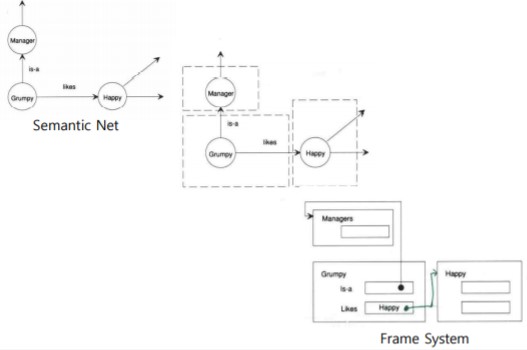 Manager
is-a
likes
Grumpy
Happy
Semantic Net
Manager
is-a
likes
Grumpy
Happy
Managers
Grumpy
is-a
Likes Happy
Happy
Frame System